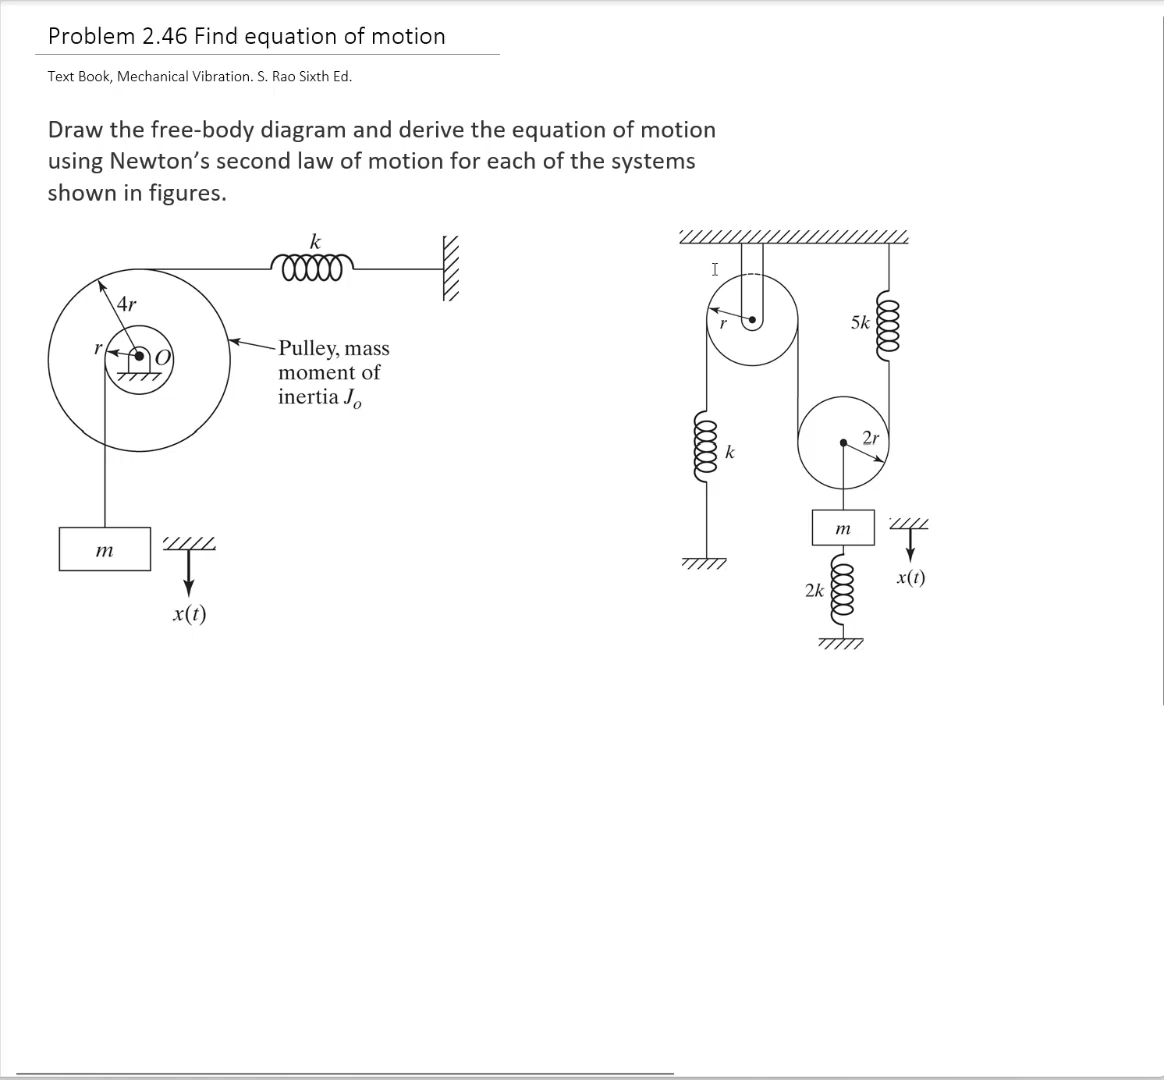 Problem 2.46 Find equation of motion
Text Book, Mechanical Vibration. S. Rao Sixth Ed.
Draw the free-body diagram and derive the equation of motion
using Newton’s second law of motion for each of the systems
shown in figures.
k
4r
r
O
Pulley, mass
moment of
inertia Jₒ
m
x(t)
r
5k
k
2r
m
2k
x(t)